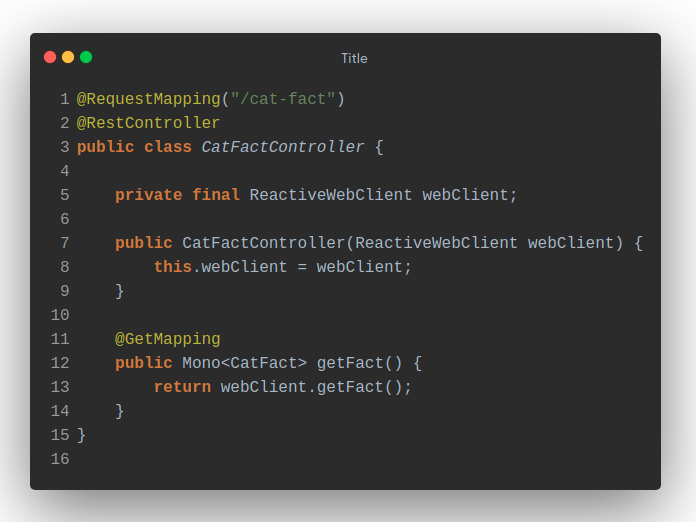 Title
1 @RequestMapping("/cat-fact")
2 @RestController
3 public class CatFactController {
4
5     private final ReactiveWebClient webClient;
6
7     public CatFactController(ReactiveWebClient webClient) {
8         this.webClient = webClient;
9     }
10
11     @GetMapping
12     public Mono<CatFact> getFact() {
13         return webClient.getFact();
14     }
15 }
16